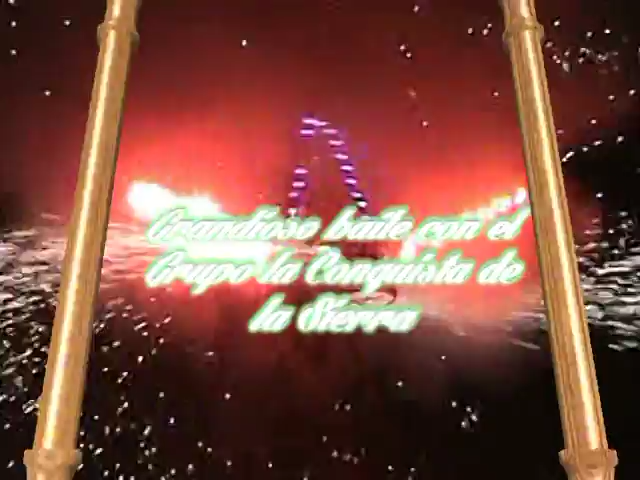 Grandioso baile con el
Grupo la Conquista de
la Sierra